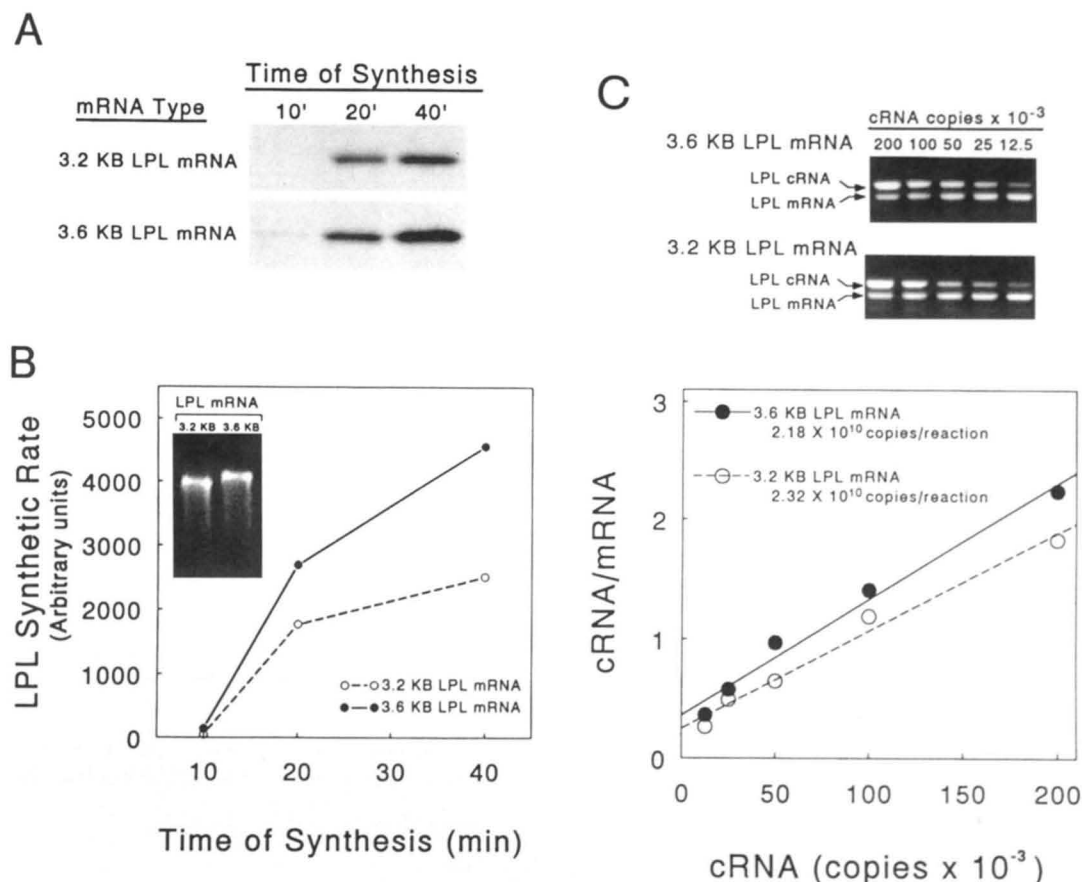 A
Time of Synthesis
mRNA Type
10' 20' 40'
3.2 KB LPL mRNA
3.6 KB LPL mRNA
B
LPL Synthetic Rate
(Arbitrary units)
5000
4000
3000
2000
1000
0
LPL mRNA
3.2 KB 3.6 KB
3.2 KB LPL mRNA
3.6 KB LPL mRNA
10 20 30 40
Time of Synthesis (min)
C
cRNA copies x 10⁻³
3.6 KB LPL mRNA
200 100 50 25 12.5
LPL cRNA
LPL mRNA
3.2 KB LPL mRNA
LPL cRNA
LPL mRNA
cRNA/mRNA
3
2
1
0
3.6 KB LPL mRNA
2.18 X 10¹⁰ copies/reaction
3.2 KB LPL mRNA
2.32 X 10¹⁰ copies/reaction
0 50 100 150 200
cRNA (copies x 10⁻³)